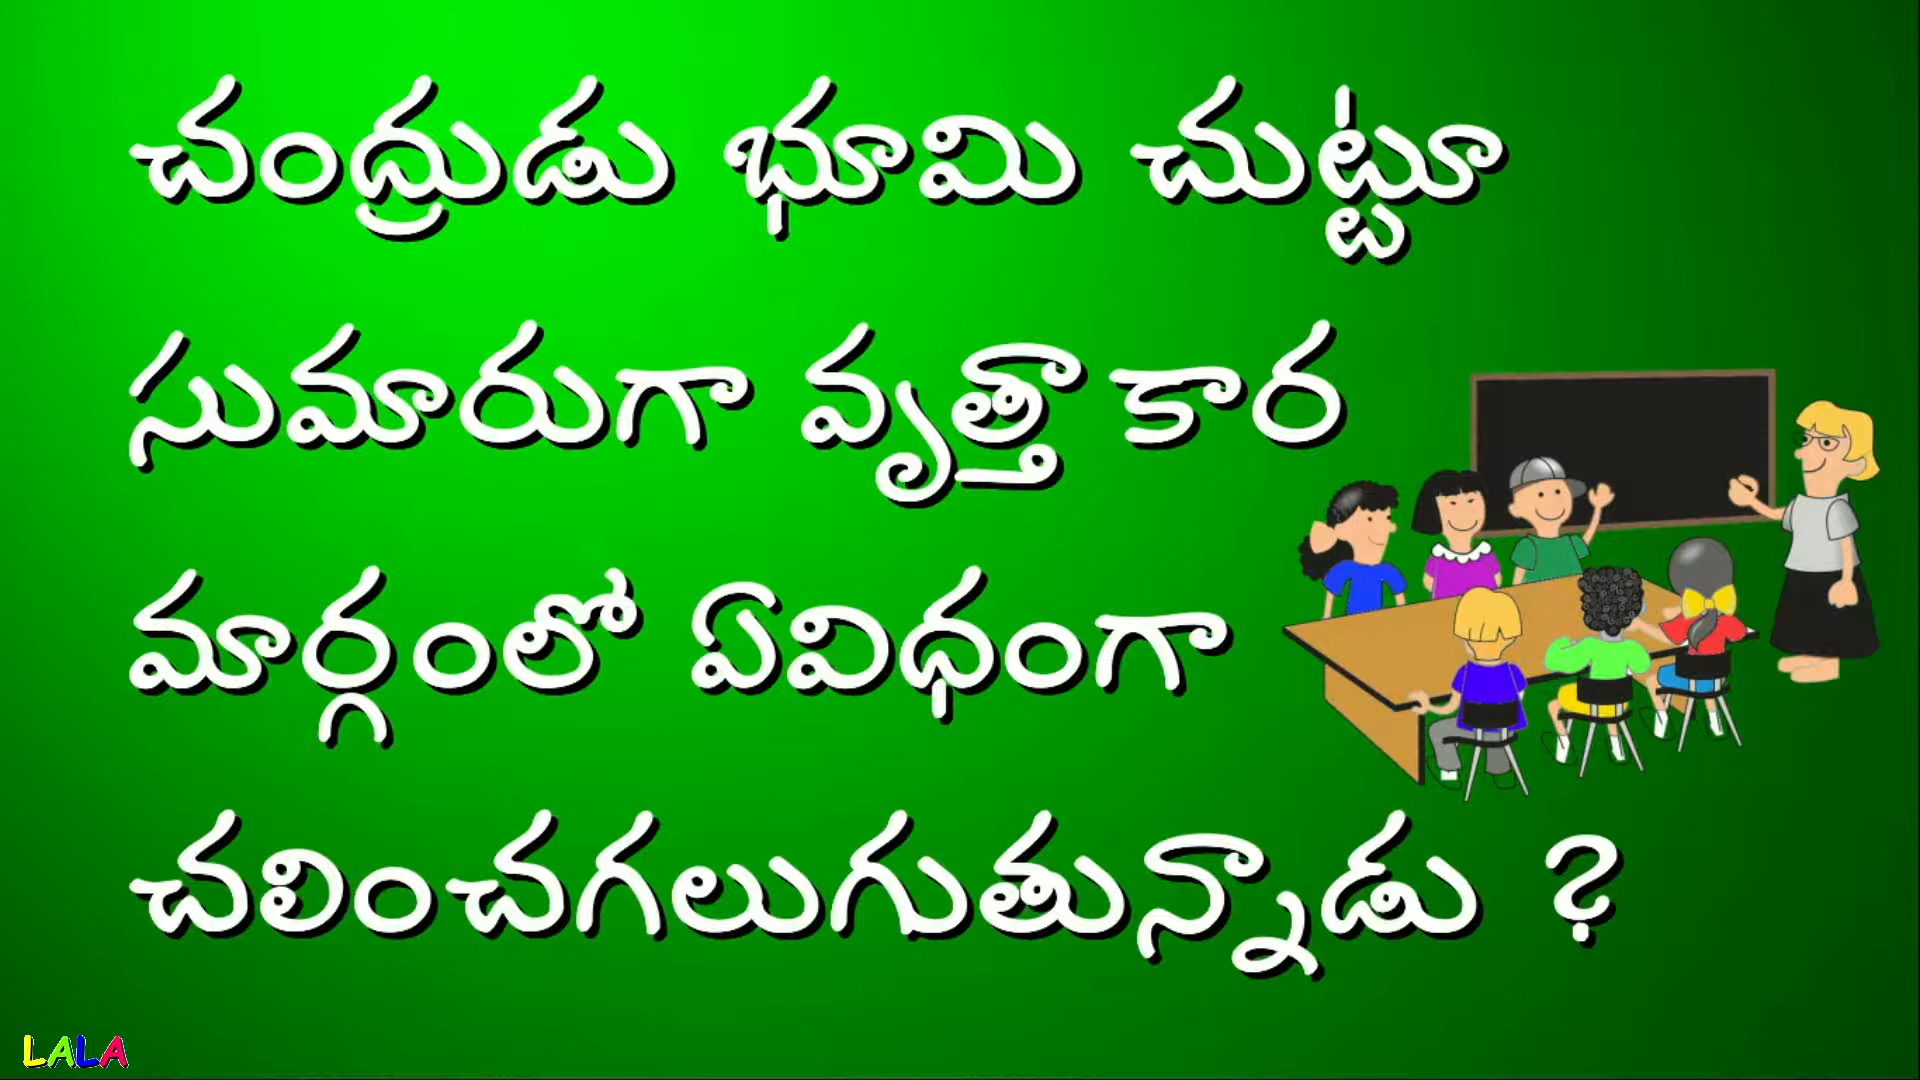 చంద్రుడు భూమి చుట్టూ
సుమారుగా వృత్తాకార
మార్గంలో ఏవిధంగా
చలించగలుగుతున్నాడు ?
LALA